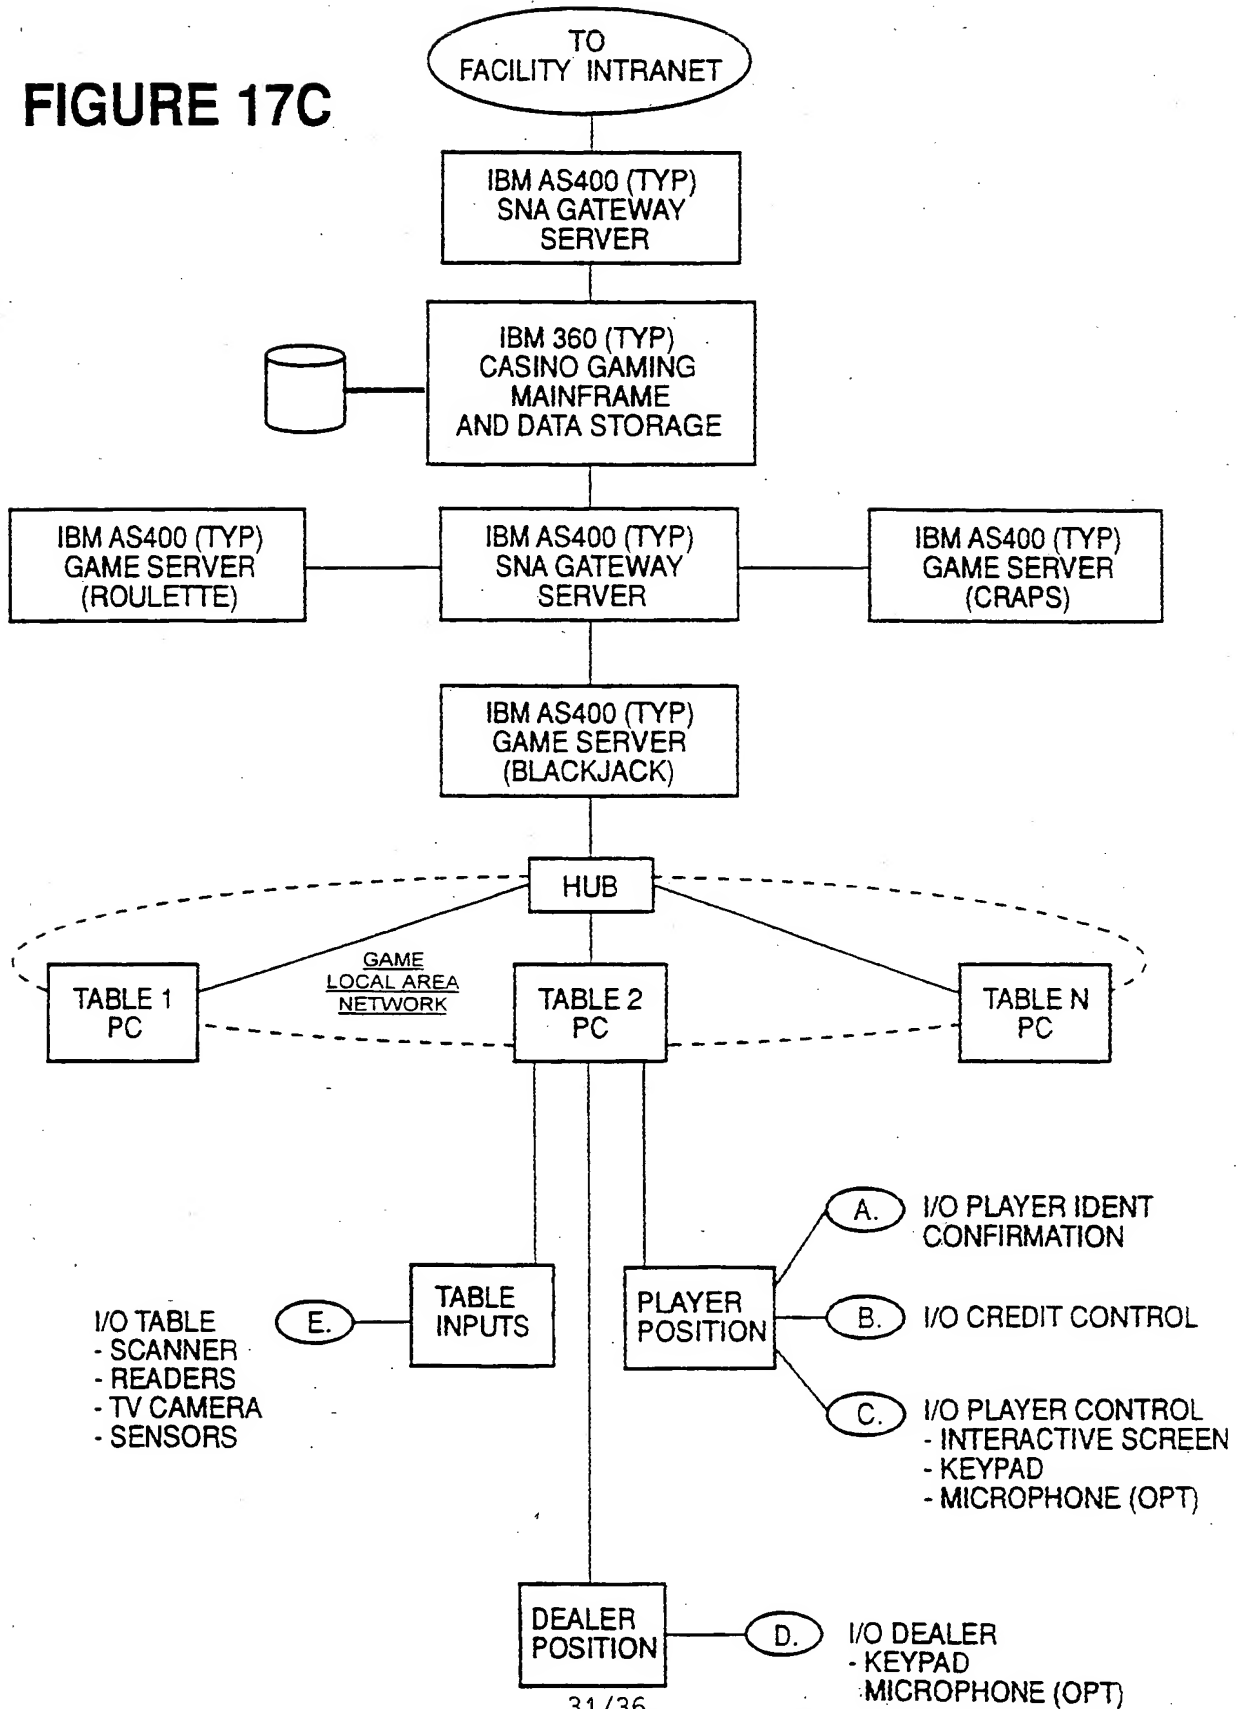 TO
FACILITY INTRANET
FIGURE 17C
IBM AS400 (TYP)
SNA GATEWAY
SERVER
IBM 360 (TYP)
CASINO GAMING
MAINFRAME
AND DATA STORAGE
IBM AS400 (TYP)
GAME SERVER
(ROULETTE)
IBM AS400 (TYP)
SNA GATEWAY
SERVER
IBM AS400 (TYP)
GAME SERVER
(CRAPS)
IBM AS400 (TYP)
GAME SERVER
(BLACKJACK)
HUB
GAME
LOCAL AREA
NETWORK
TABLE 1
PC
TABLE 2
PC
TABLE N
PC
A.
I/O PLAYER IDENT
CONFIRMATION
TABLE
INPUTS
PLAYER
POSITION
B.
I/O CREDIT CONTROL
E.
I/O TABLE
- SCANNER
- READERS
- TV CAMERA
- SENSORS
C.
I/O PLAYER CONTROL
- INTERACTIVE SCREEN
- KEYPAD
- MICROPHONE (OPT)
DEALER
POSITION
D.
I/O DEALER
- KEYPAD
MICROPHONE (OPT)
31/36